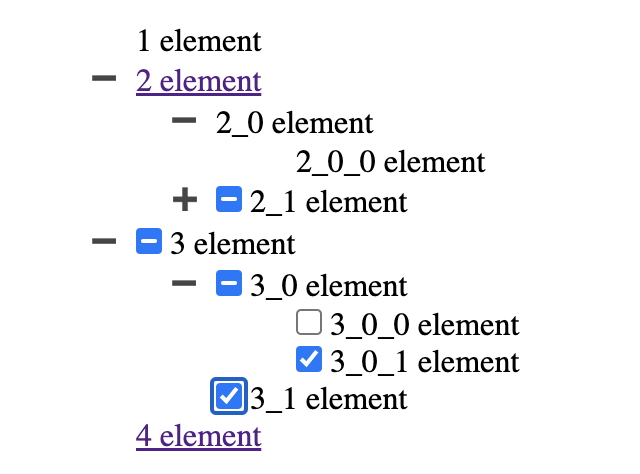 1 element
2 element
2_0 element
2_0_0 element
2_1 element
3 element
3_0 element
3_0_0 element
3_0_1 element
3_1 element
4 element